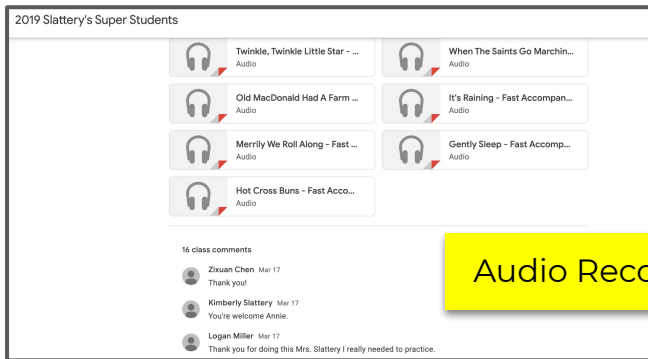 2019 Slattery's Super Students
Twinkle, Twinkle Little Star - ...
Audio
When The Saints Go Marchin...
Audio
Old MacDonald Had A Farm ...
Audio
It's Raining - Fast Accompan...
Audio
Merrily We Roll Along - Fast ...
Audio
Gently Sleep - Fast Accomp...
Audio
Hot Cross Buns - Fast Acco...
Audio
16 class comments
Zixuan Chen Mar 17
Thank you!
Kimberly Slattery Mar 17
You're welcome Annie.
Logan Miller Mar 17
Thank you for doing this Mrs. Slattery I really needed to practice.
Audio Reco